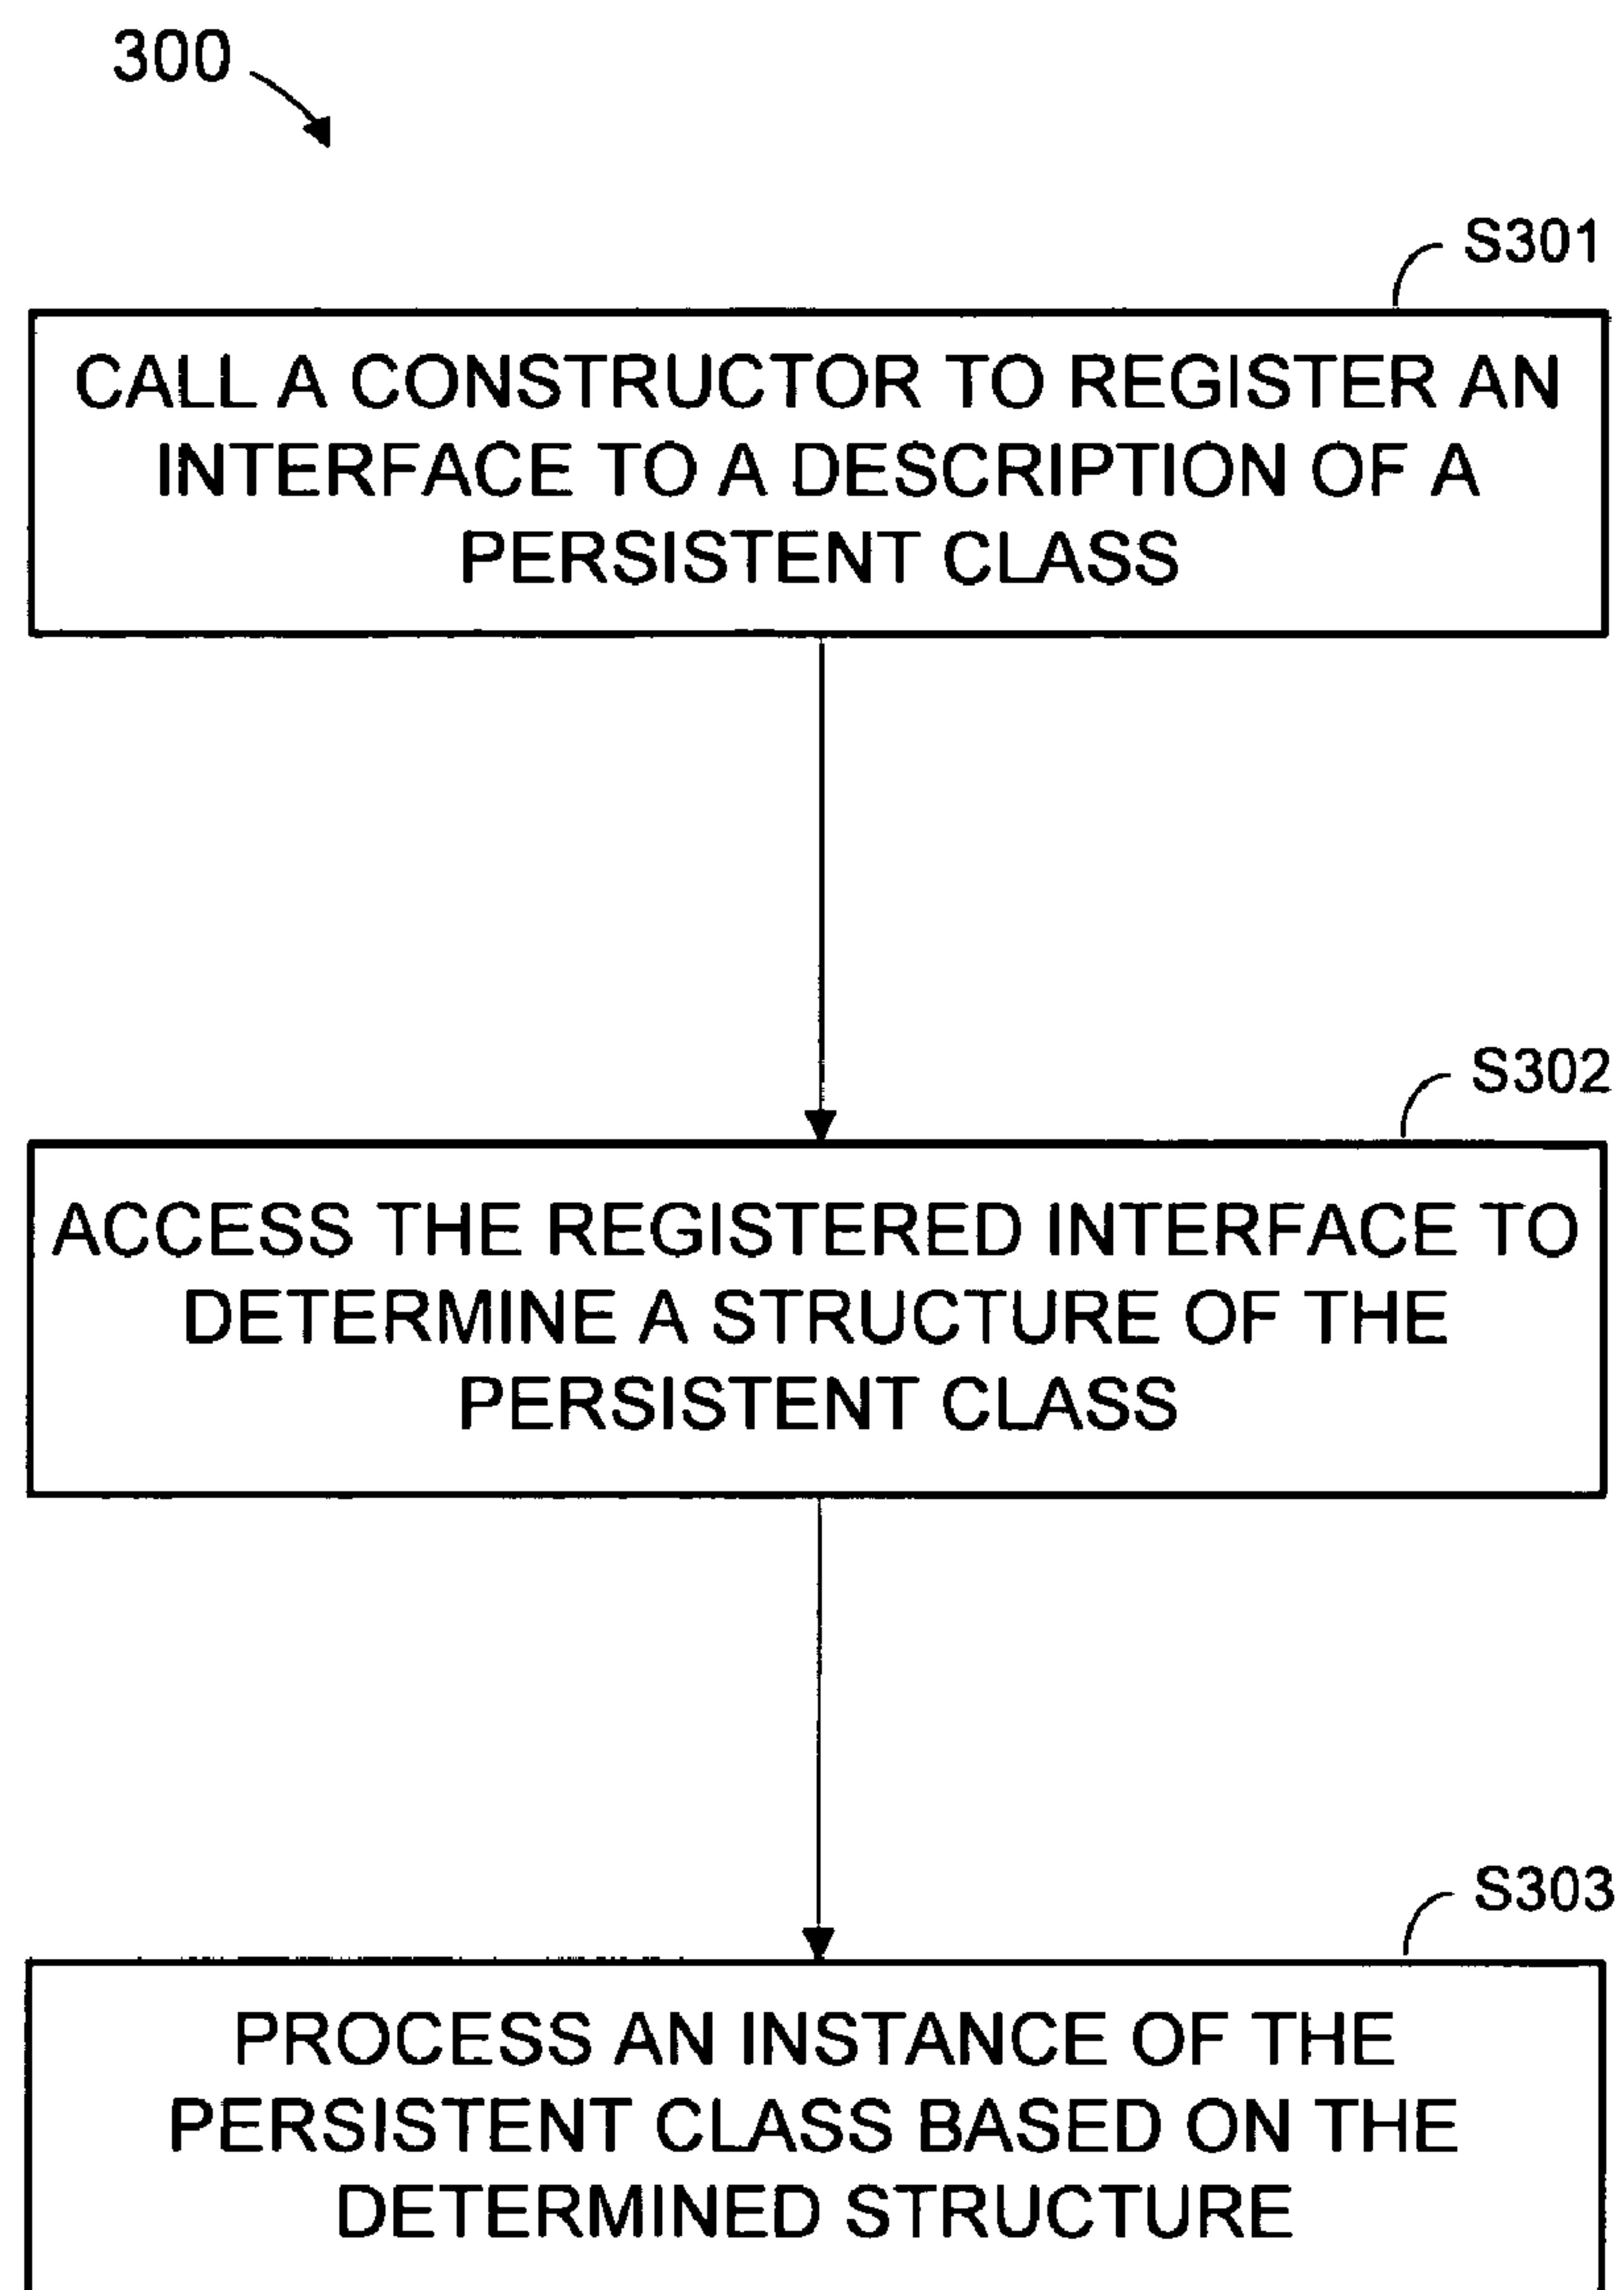 300
S301
CALL A CONSTRUCTOR TO REGISTER AN
INTERFACE TO A DESCRIPTION OF A
PERSISTENT CLASS
S302
ACCESS THE REGISTERED INTERFACE TO
DETERMINE A STRUCTURE OF THE
PERSISTENT CLASS
S303
PROCESS AN INSTANCE OF THE
PERSISTENT CLASS BASED ON THE
DETERMINED STRUCTURE